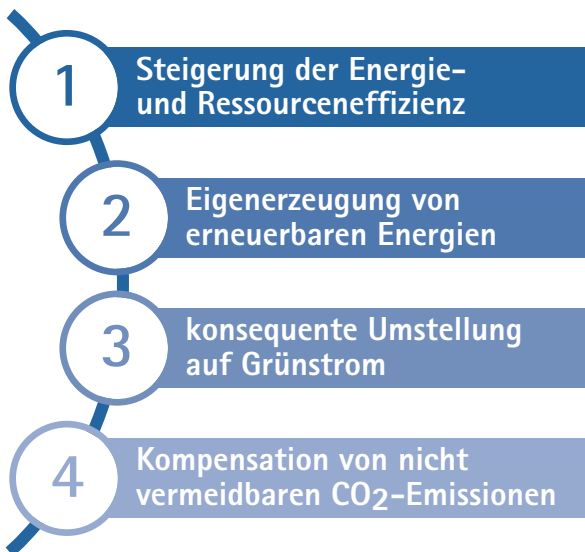 1
Steigerung der Energie-
und Ressourceneffizienz
2
Eigenerzeugung von
erneuerbaren Energien
3
konsequente Umstellung
auf Grünstrom
4
Kompensation von nicht
vermeidbaren CO2-Emissionen